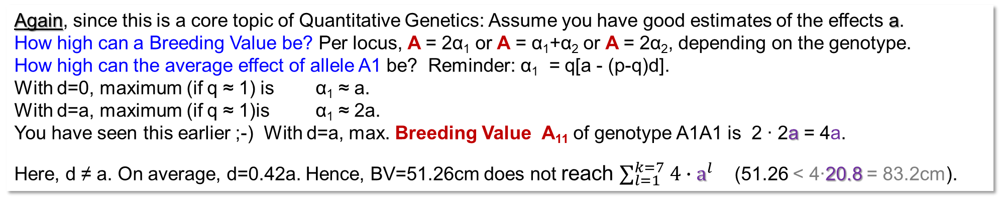 Again, since this is a core topic of Quantitative Genetics: Assume you have good estimates of the effects a.
How high can a Breeding Value be? Per locus, A = 2α₁ or A = α₁+α₂ or A = 2α₂, depending on the genotype.
How high can the average effect of allele A1 be? Reminder: α₁ = q[a - (p-q)d].
With d=0, maximum (if q ≈ 1) is α₁ ≈ a.
With d=a, maximum (if q ≈ 1)is α₁ ≈ 2a.
You have seen this earlier ;-) With d=a, max. Breeding Value A₁₁ of genotype A1A1 is 2 · 2a = 4a.
Here, d ≠ a. On average, d=0.42a. Hence, BV=51.26cm does not reach ∑_{l=1}^{k=7} 4 · a^l (51.26 < 4·20.8 = 83.2cm).